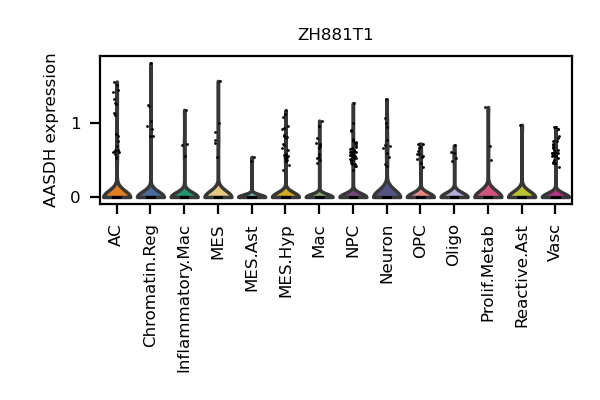 ZH881T1
AASDH expression
1
0
AC
Chromatin.Reg
Inflammatory.Mac
MES
MES.Ast
MES.Hyp
Mac
NPC
Neuron
OPC
Oligo
Prolif.Metab
Reactive.Ast
Vasc